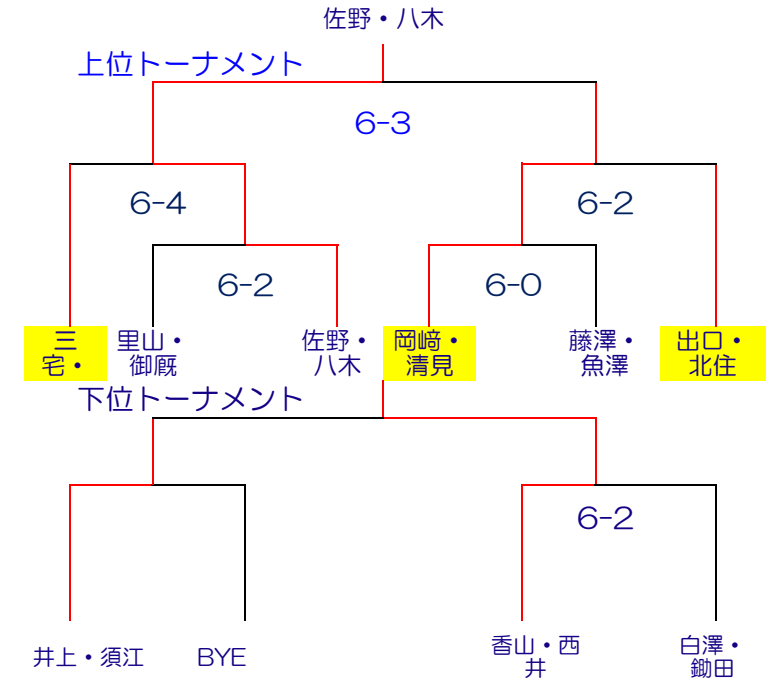 佐野・八木
上位トーナメント
6-3
6-4
6-2
6-2
6-0
三
宅・
里山・
御厩
佐野・
八木
岡﨑・
清見
藤澤・
魚澤
出口・
北住
下位トーナメント
6-2
井上・須江
BYE
香山・西
井
白澤・
鋤田